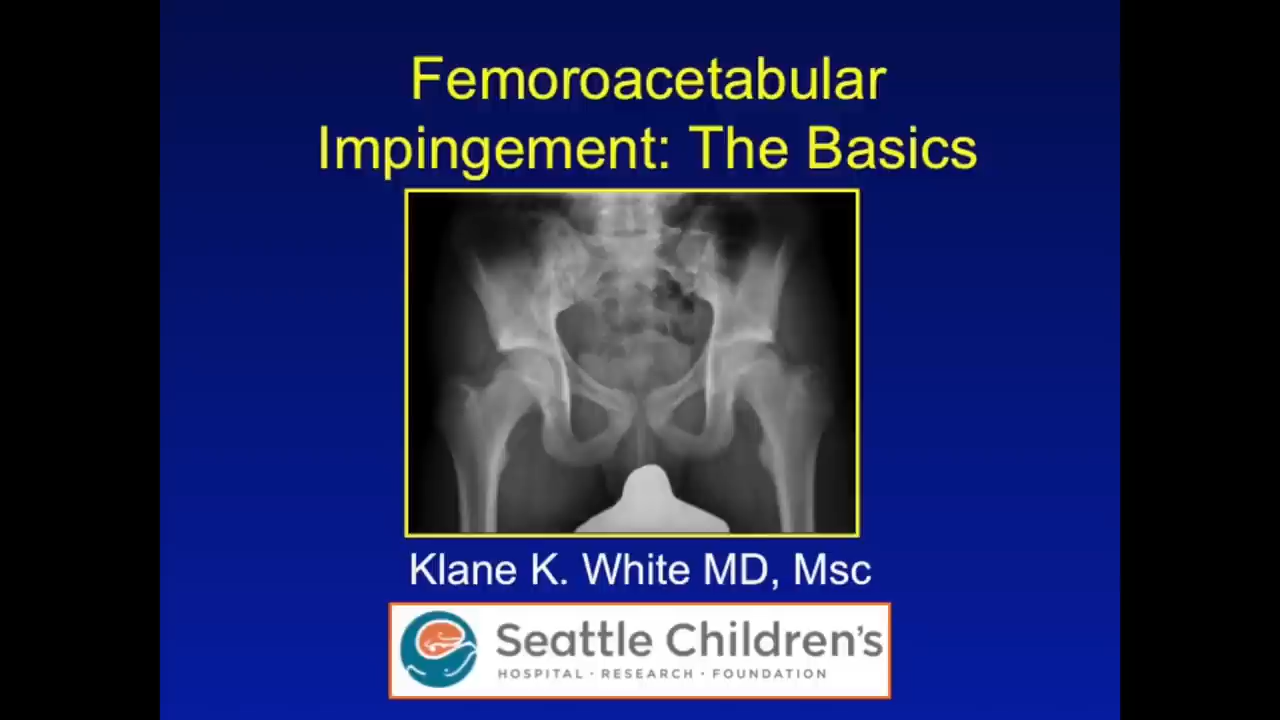 Femoroacetabular
Impingement: The Basics
Klane K. White MD, Msc
Seattle Children's
HOSPITAL · RESEARCH · FOUNDATION